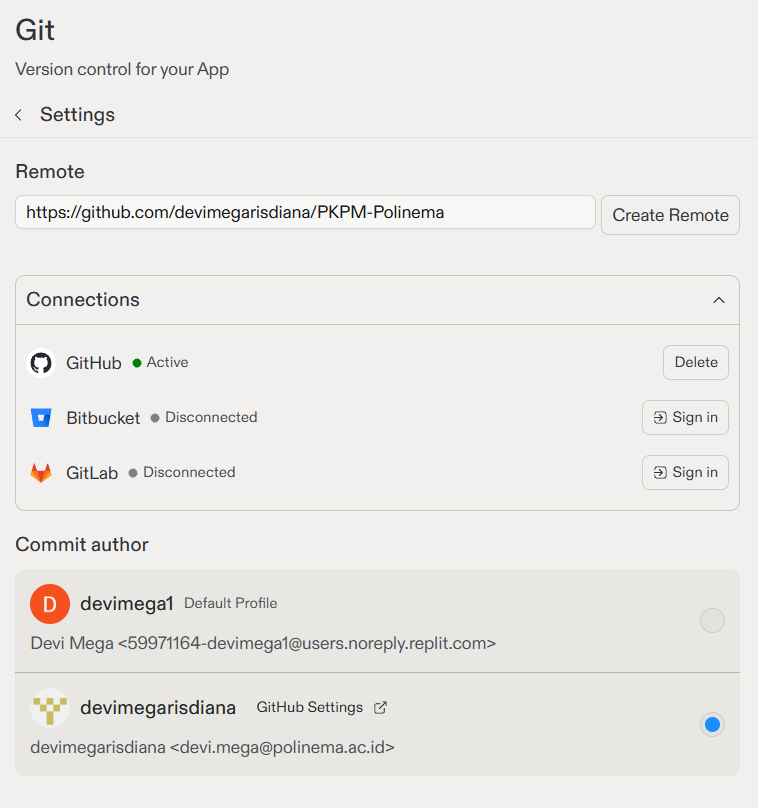 Git
Version control for your App
Settings
Remote
https://github.com/devimegarisdiana/PKPM-Polinema
Create Remote
Connections
GitHub Active Delete
Bitbucket Disconnected Sign in
GitLab Disconnected Sign in
Commit author
D devimega1 Default Profile
Devi Mega <59971164-devimega1@users.noreply.replit.com>
devimegarisdiana GitHub Settings
devimegarisdiana <devi.mega@polinema.ac.id>